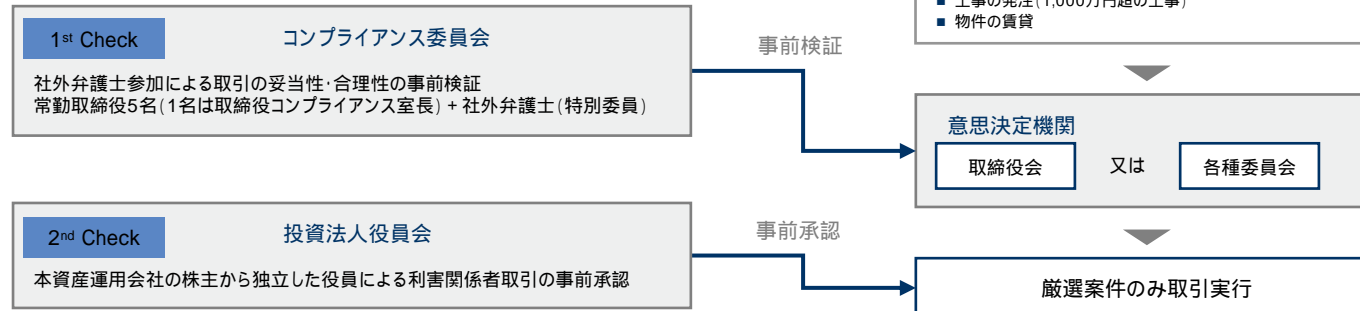 ■ 工事の発注(1,000万円超の工事)
■ 物件の賃貸
1st Check
コンプライアンス委員会
社外弁護士参加による取引の妥当性・合理性の事前検証
常勤取締役5名(1名は取締役コンプライアンス室長) + 社外弁護士(特別委員)
事前検証
意思決定機関
取締役会
又は
各種委員会
2nd Check
投資法人役員会
本資産運用会社の株主から独立した役員による利害関係者取引の事前承認
事前承認
厳選案件のみ取引実行